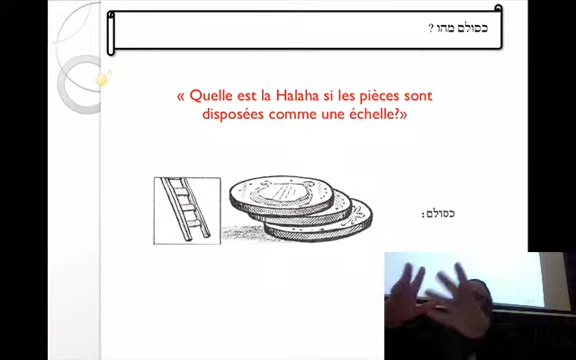 כסולם מהו ?
« Quelle est la Halaha si les pièces sont
disposées comme une échelle?»
כסולם: